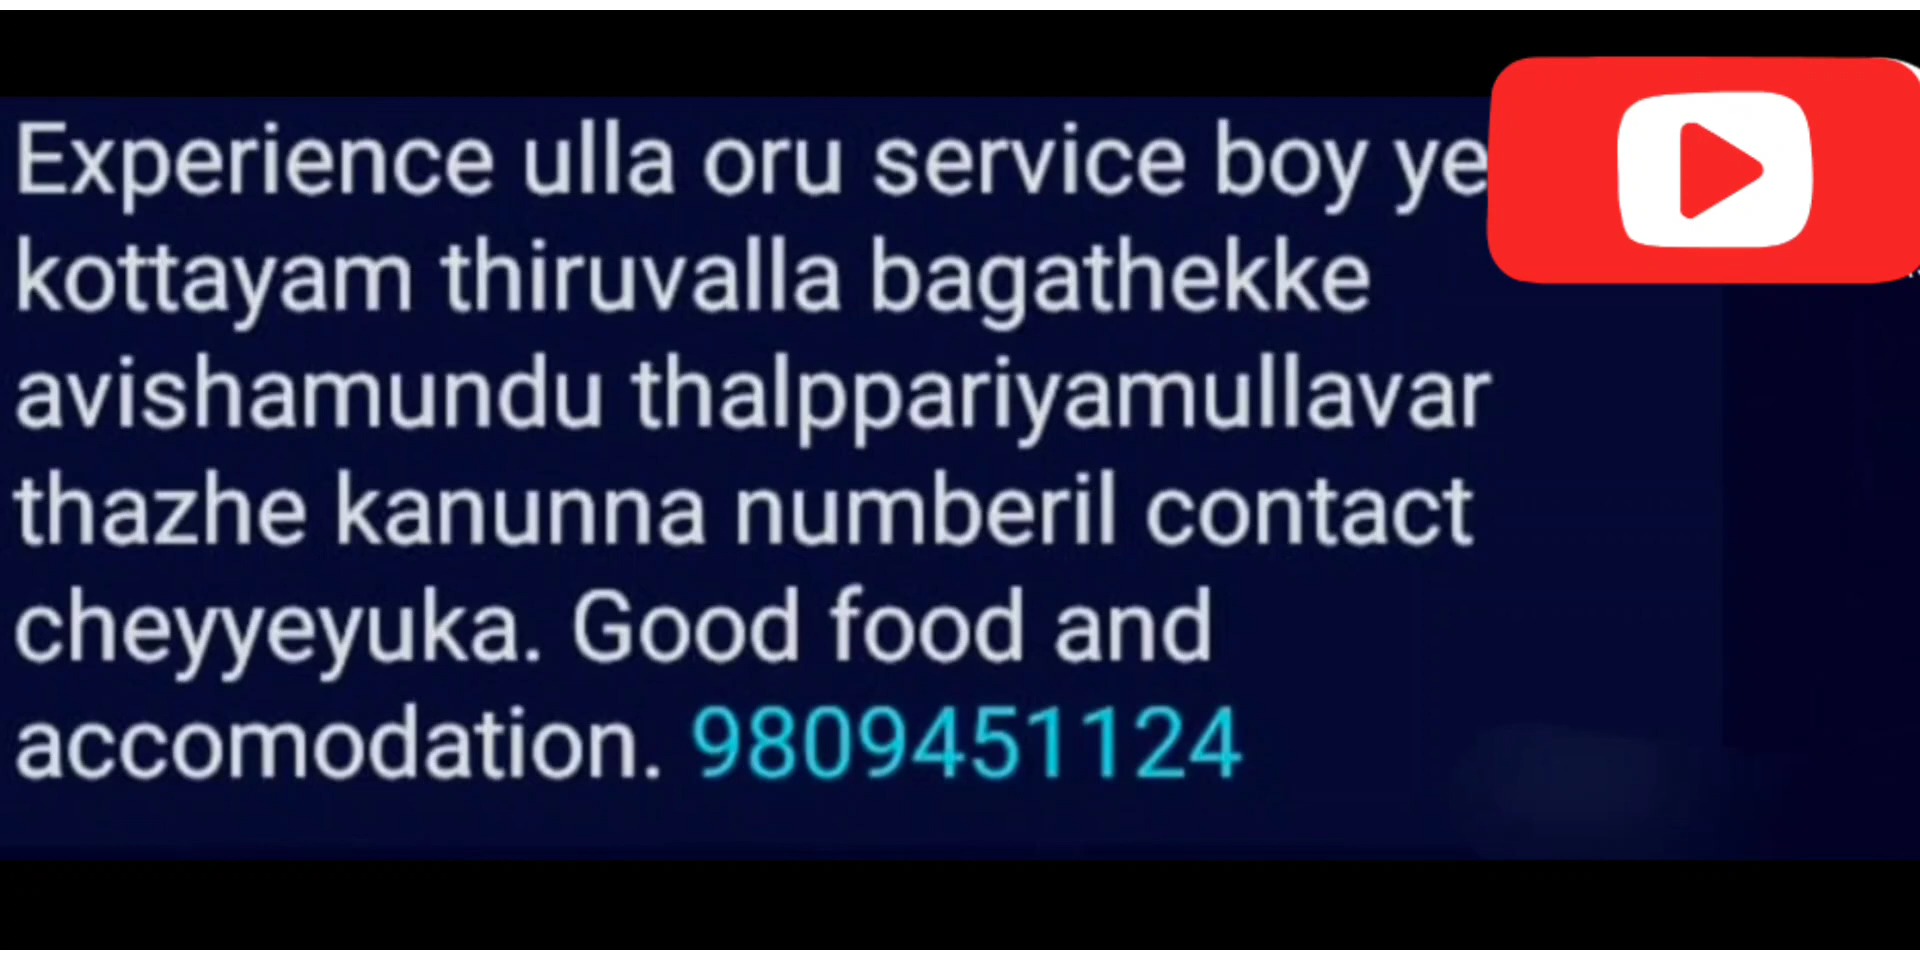 Experience ulla oru service boy ye
kottayam thiruvalla bagathekke
avishamundu thalppariyamullavar
thazhe kanunna numberil contact
cheyyeyuka. Good food and
accomodation. 9809451124